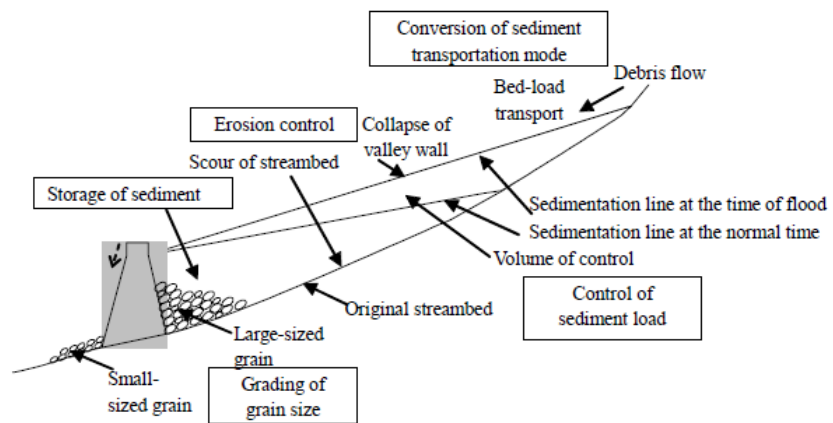 Conversion of sediment
transportation mode
Debris flow
Bed-load
transport
Erosion control
Collapse of
valley wall
Scour of streambed
Storage of sediment
Sedimentation line at the time of flood
Sedimentation line at the normal time
Volume of control
Original streambed
Control of
sediment load
Large-sized
grain
Small-
sized grain
Grading of
grain size